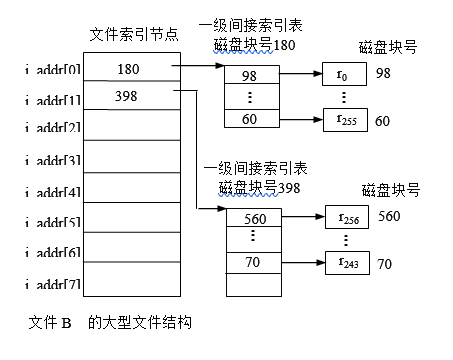 文件索引节点
一级间接索引表
磁盘块号180
磁盘块号
i_addr[0]
180
98
r0
98
i_addr[1]
398
⋮
⋮
i_addr[2]
60
r255
60
i_addr[3]
一级间接索引表
磁盘块号398
磁盘块号
i_addr[4]
i_addr[5]
560
r256
560
⋮
⋮
i_addr[6]
70
r243
70
i_addr[7]
文件 B 的大型文件结构